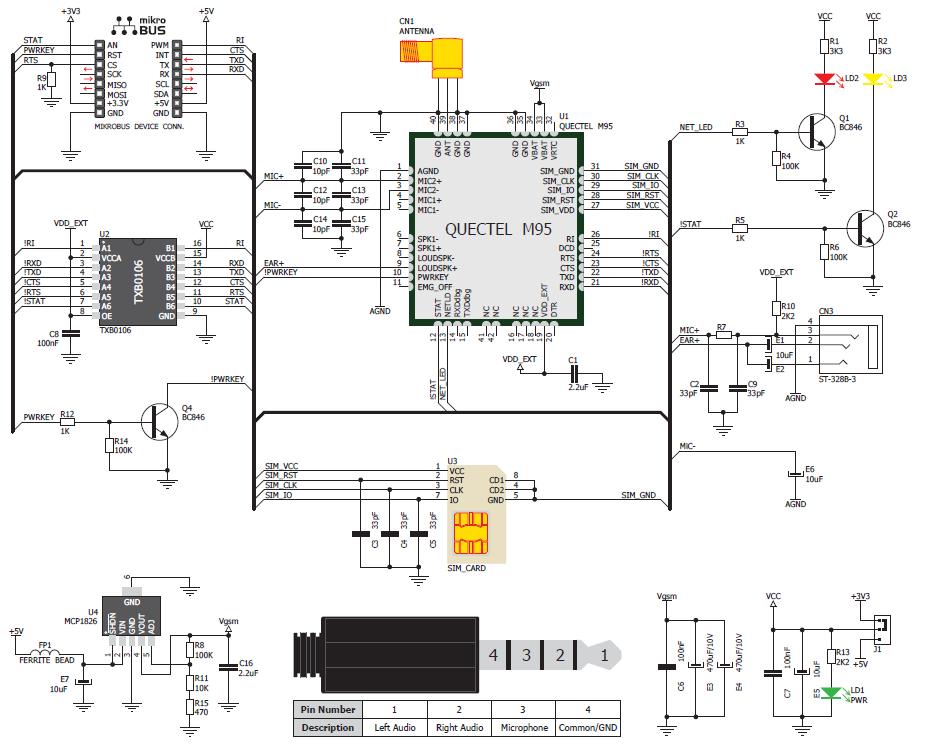 +3V3
mikro
BUS
+5V
STAT
PWRKEY
RTS
R9
1K
AN
RST
CS
SCK
MISO
MOSI
+3.3V
GND
PWM
INT
TX
RX
SCL
SDA
+5V
GND
RI
CTS
TXD
RXD
MIKROBUS DEVICE CONN.
CN1
ANTENNA
Vgsm
U1
QUECTEL M95
40
39
38
37
36
35
34
33
32
GND
ANT
GND
GND
GND
GND
VBAT
VBAT
VRTC
C10
10pF
C11
33pF
C12
10pF
C13
33pF
C14
10pF
C15
33pF
MIC+
MIC-
EAR+
!PWRKEY
AGND
1
2
3
4
5
6
7
8
9
10
11
AGND
MIC2+
MIC2-
MIC1+
MIC1-
SPK1-
SPK1+
LOUDSPK-
LOUDSPK+
PWRKEY
EMG_OFF
QUECTEL M95
SIM_GND
SIM_CLK
SIM_IO
SIM_RST
SIM_VDD
RI
DCD
RTS
CTS
TXD
RXD
31
30
29
28
27
26
25
24
23
22
21
SIM_GND
SIM_CLK
SIM_IO
SIM_RST
SIM_VCC
!RI
!RTS
!CTS
!TXD
!RXD
STAT
NETLD
RXDdbg
TXDdbg
NC
NC
NC
NC
NC
VDD_EXT
DTR
12
13
14
15
41
42
16
17
18
19
20
!STAT
NET_LED
VDD_EXT
C1
2.2uF
VCC
VCC
R1
3K3
R2
3K3
LD2
LD3
NET_LED
R3
1K
R4
100K
Q1
BC846
!STAT
R5
1K
R6
100K
Q2
BC846
VDD_EXT
R10
2K2
MIC+
EAR+
R7
E1
10uF
E2
C2
33pF
C9
33pF
AGND
CN3
4
3
2
1
ST-328B-3
MIC-
E6
10uF
AGND
VDD_EXT
U2
VCC
!RI
!RXD
!TXD
!CTS
!RTS
!STAT
1
2
3
4
5
6
7
8
A1
VCCA
A2
A3
A4
A5
A6
OE
TXB0106
B1
VCCB
B2
B3
B4
B5
B6
GND
16
15
14
13
12
11
10
9
RI
RXD
TXD
CTS
RTS
STAT
TXB0106
C8
100nF
!PWRKEY
PWRKEY
R12
1K
R14
100K
Q4
BC846
SIM_VCC
SIM_RST
SIM_CLK
SIM_IO
1
2
3
7
U3
VCC
RST
CLK
IO
CD1
CD2
GND
8
4
5
SIM_GND
SIM_CARD
C3
33pF
C4
33pF
C5
33pF
6
GND
U4
MCP1826
SHDN
VIN
GND
VOUT
ADJ
1
2
3
4
5
+5V
FP1
FERRITE BEAD
E7
10uF
R8
100K
R11
10K
R15
470
Vgsm
C16
2.2uF
4 3 2 1
Pin Number 1 2 3 4
Description Left Audio Right Audio Microphone Common/GND
Vgsm
C6
100nF
E3
470uF/10V
E4
470uF/10V
VCC
C7
100nF
E5
10uF
R13
2K2
LD1
PWR
+3V3
+5V
J1